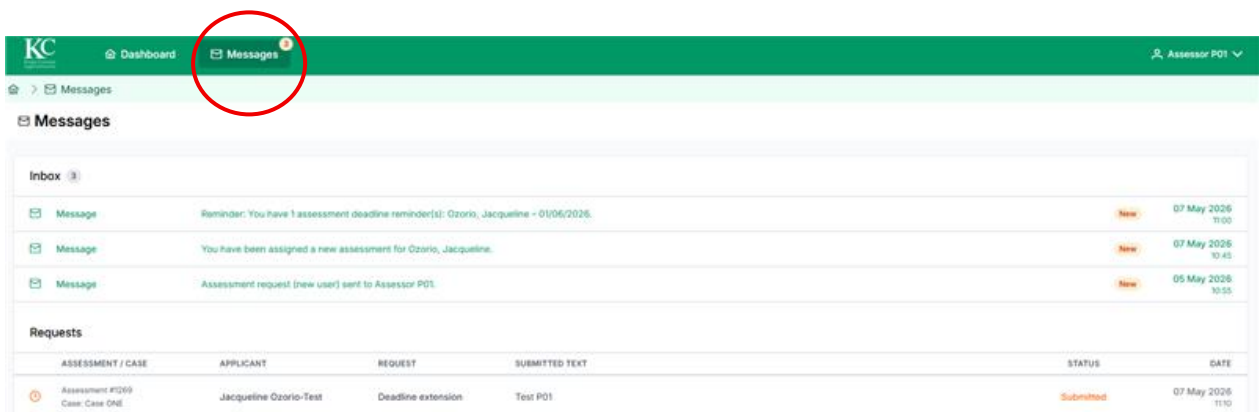 KC Dashboard Messages 3 Assessor P01
Messages
Messages
Inbox 3
Message Reminder: You have 1 assessment deadline reminder(s): Ozorio, Jacqueline – 01/06/2026. New 07 May 2026
11:00
Message You have been assigned a new assessment for Ozorio, Jacqueline. New 07 May 2026
10:45
Message Assessment request (new user) sent to Assessor P01. New 05 May 2026
10:55
Requests
ASSESSMENT / CASE APPLICANT REQUEST SUBMITTED TEXT STATUS DATE
Assessment #1269 Jacqueline Ozorio-Test Deadline extension Test P01 Submitted 07 May 2026
Case: Case ONE 11:10